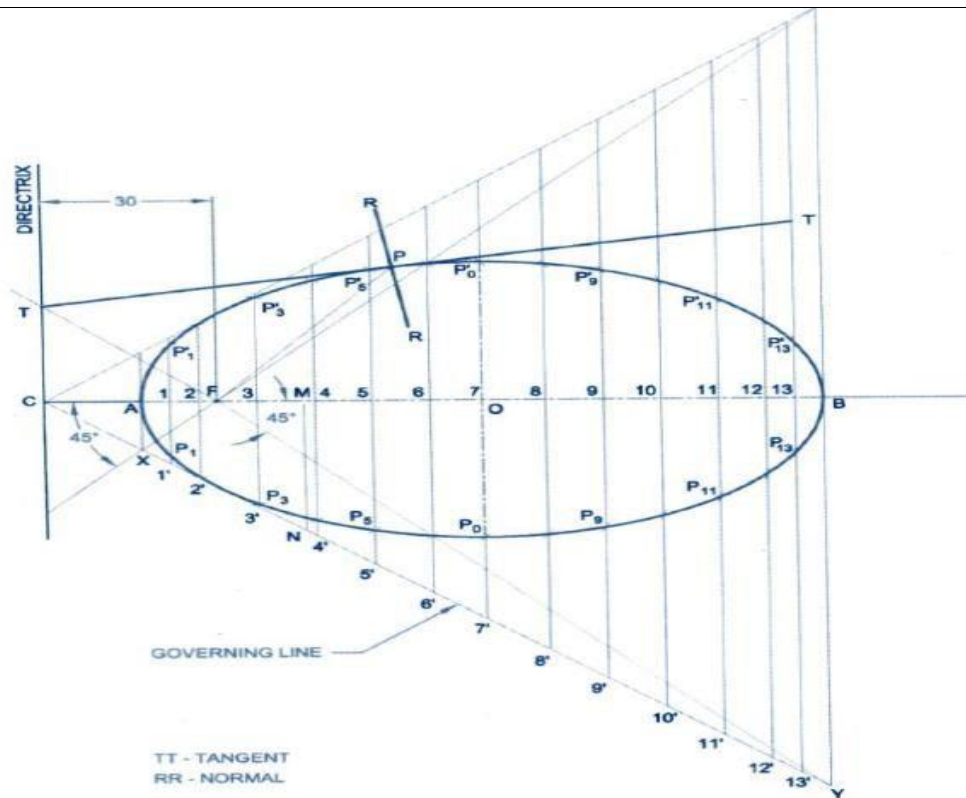 DIRECTRIX
30
R
T
P
P'0
P'5
P'9
P'3
P'11
T
R
P'1
P'13
C
A
1
2
F
3
M
4
5
6
7
8
9
10
11
12
13
B
O
45°
45°
X
P1
1'
2'
P3
3'
N
4'
P5
P0
P9
P11
P13
5'
6'
7'
GOVERNING LINE
8'
9'
10'
11'
12'
13'
Y
TT - TANGENT
RR - NORMAL